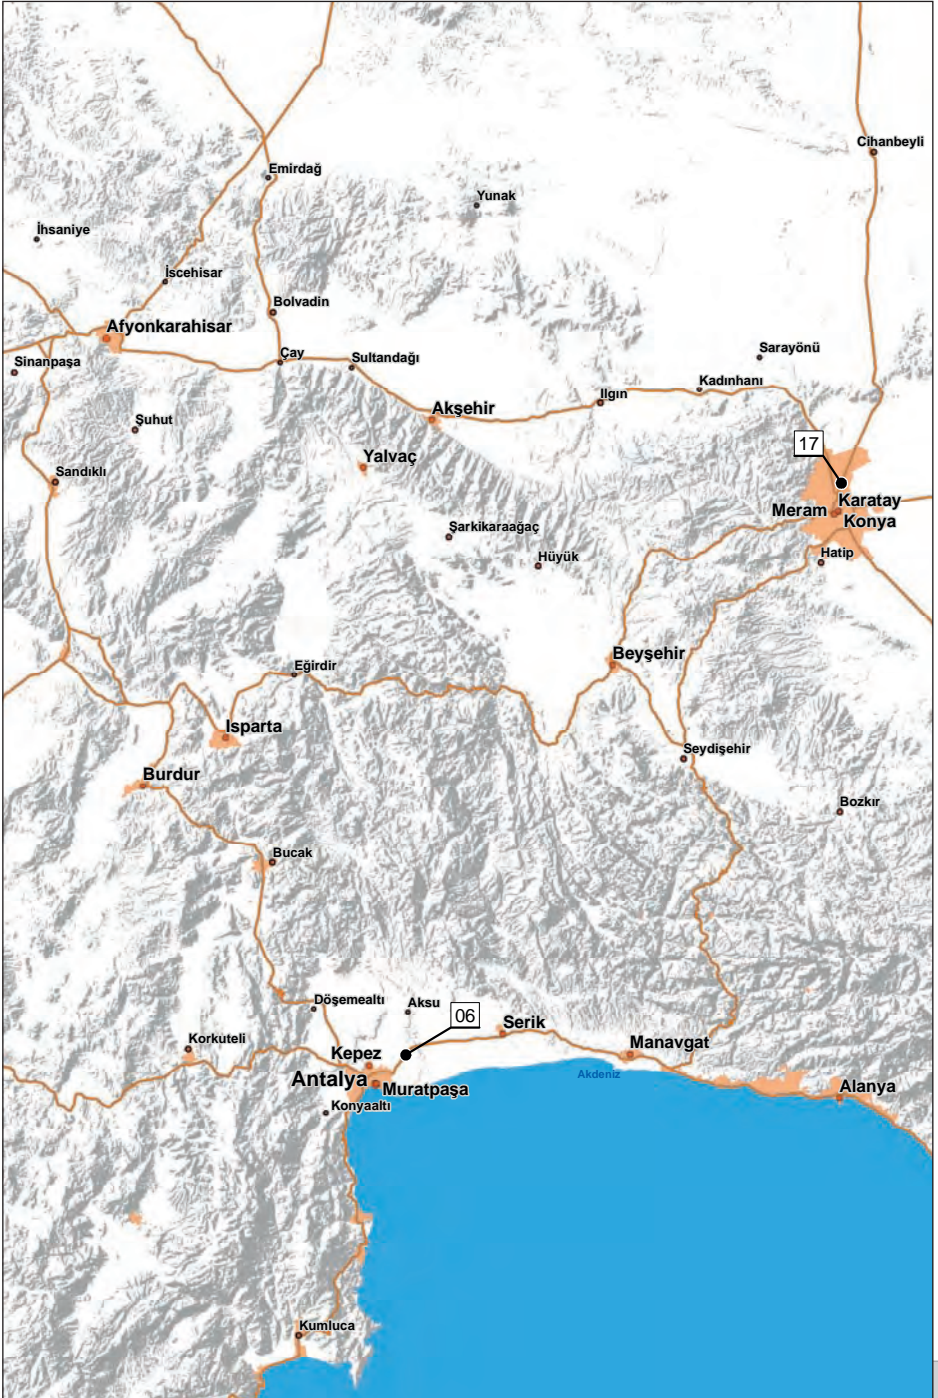 Cihanbeyli
Emirdağ
Yunak
İhsaniye
İscehisar
Bolvadin
Afyonkarahisar
Sinanpaşa
Çay
Sultandağı
Sarayönü
Kadınhanı
Ilgın
Akşehir
Şuhut
17
Yalvaç
Sandıklı
Karatay
Meram
Konya
Şarkikaraağaç
Hüyük
Hatip
Beyşehir
Eğirdir
Isparta
Seydişehir
Burdur
Bozkır
Bucak
Döşemealtı
Aksu
06
Serik
Korkuteli
Kepez
Manavgat
Antalya
Akdeniz
Muratpaşa
Alanya
Konyaaltı
Kumluca